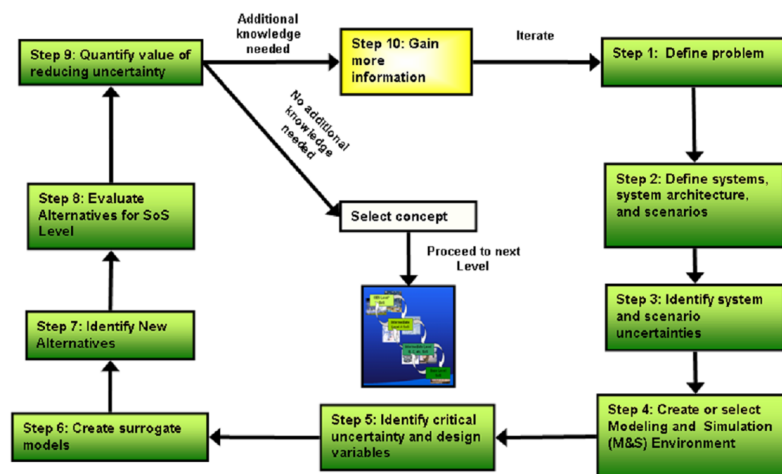 Additional
knowledge
needed
Step 9: Quantify value of
reducing uncertainty
Step 10: Gain
more
information
Iterate
Step 1: Define problem
No additional
knowledge
needed
Step 2: Define systems,
system architecture,
and scenarios
Step 8: Evaluate
Alternatives for SoS
Level
Select concept
Proceed to next
Level
Step 3: Identify system
and scenario
uncertainties
Step 7: Identify New
Alternatives
Step 4: Create or select
Modeling and Simulation
(M&S) Environment
Step 5: Identify critical
uncertainty and design
variables
Step 6: Create surrogate
models